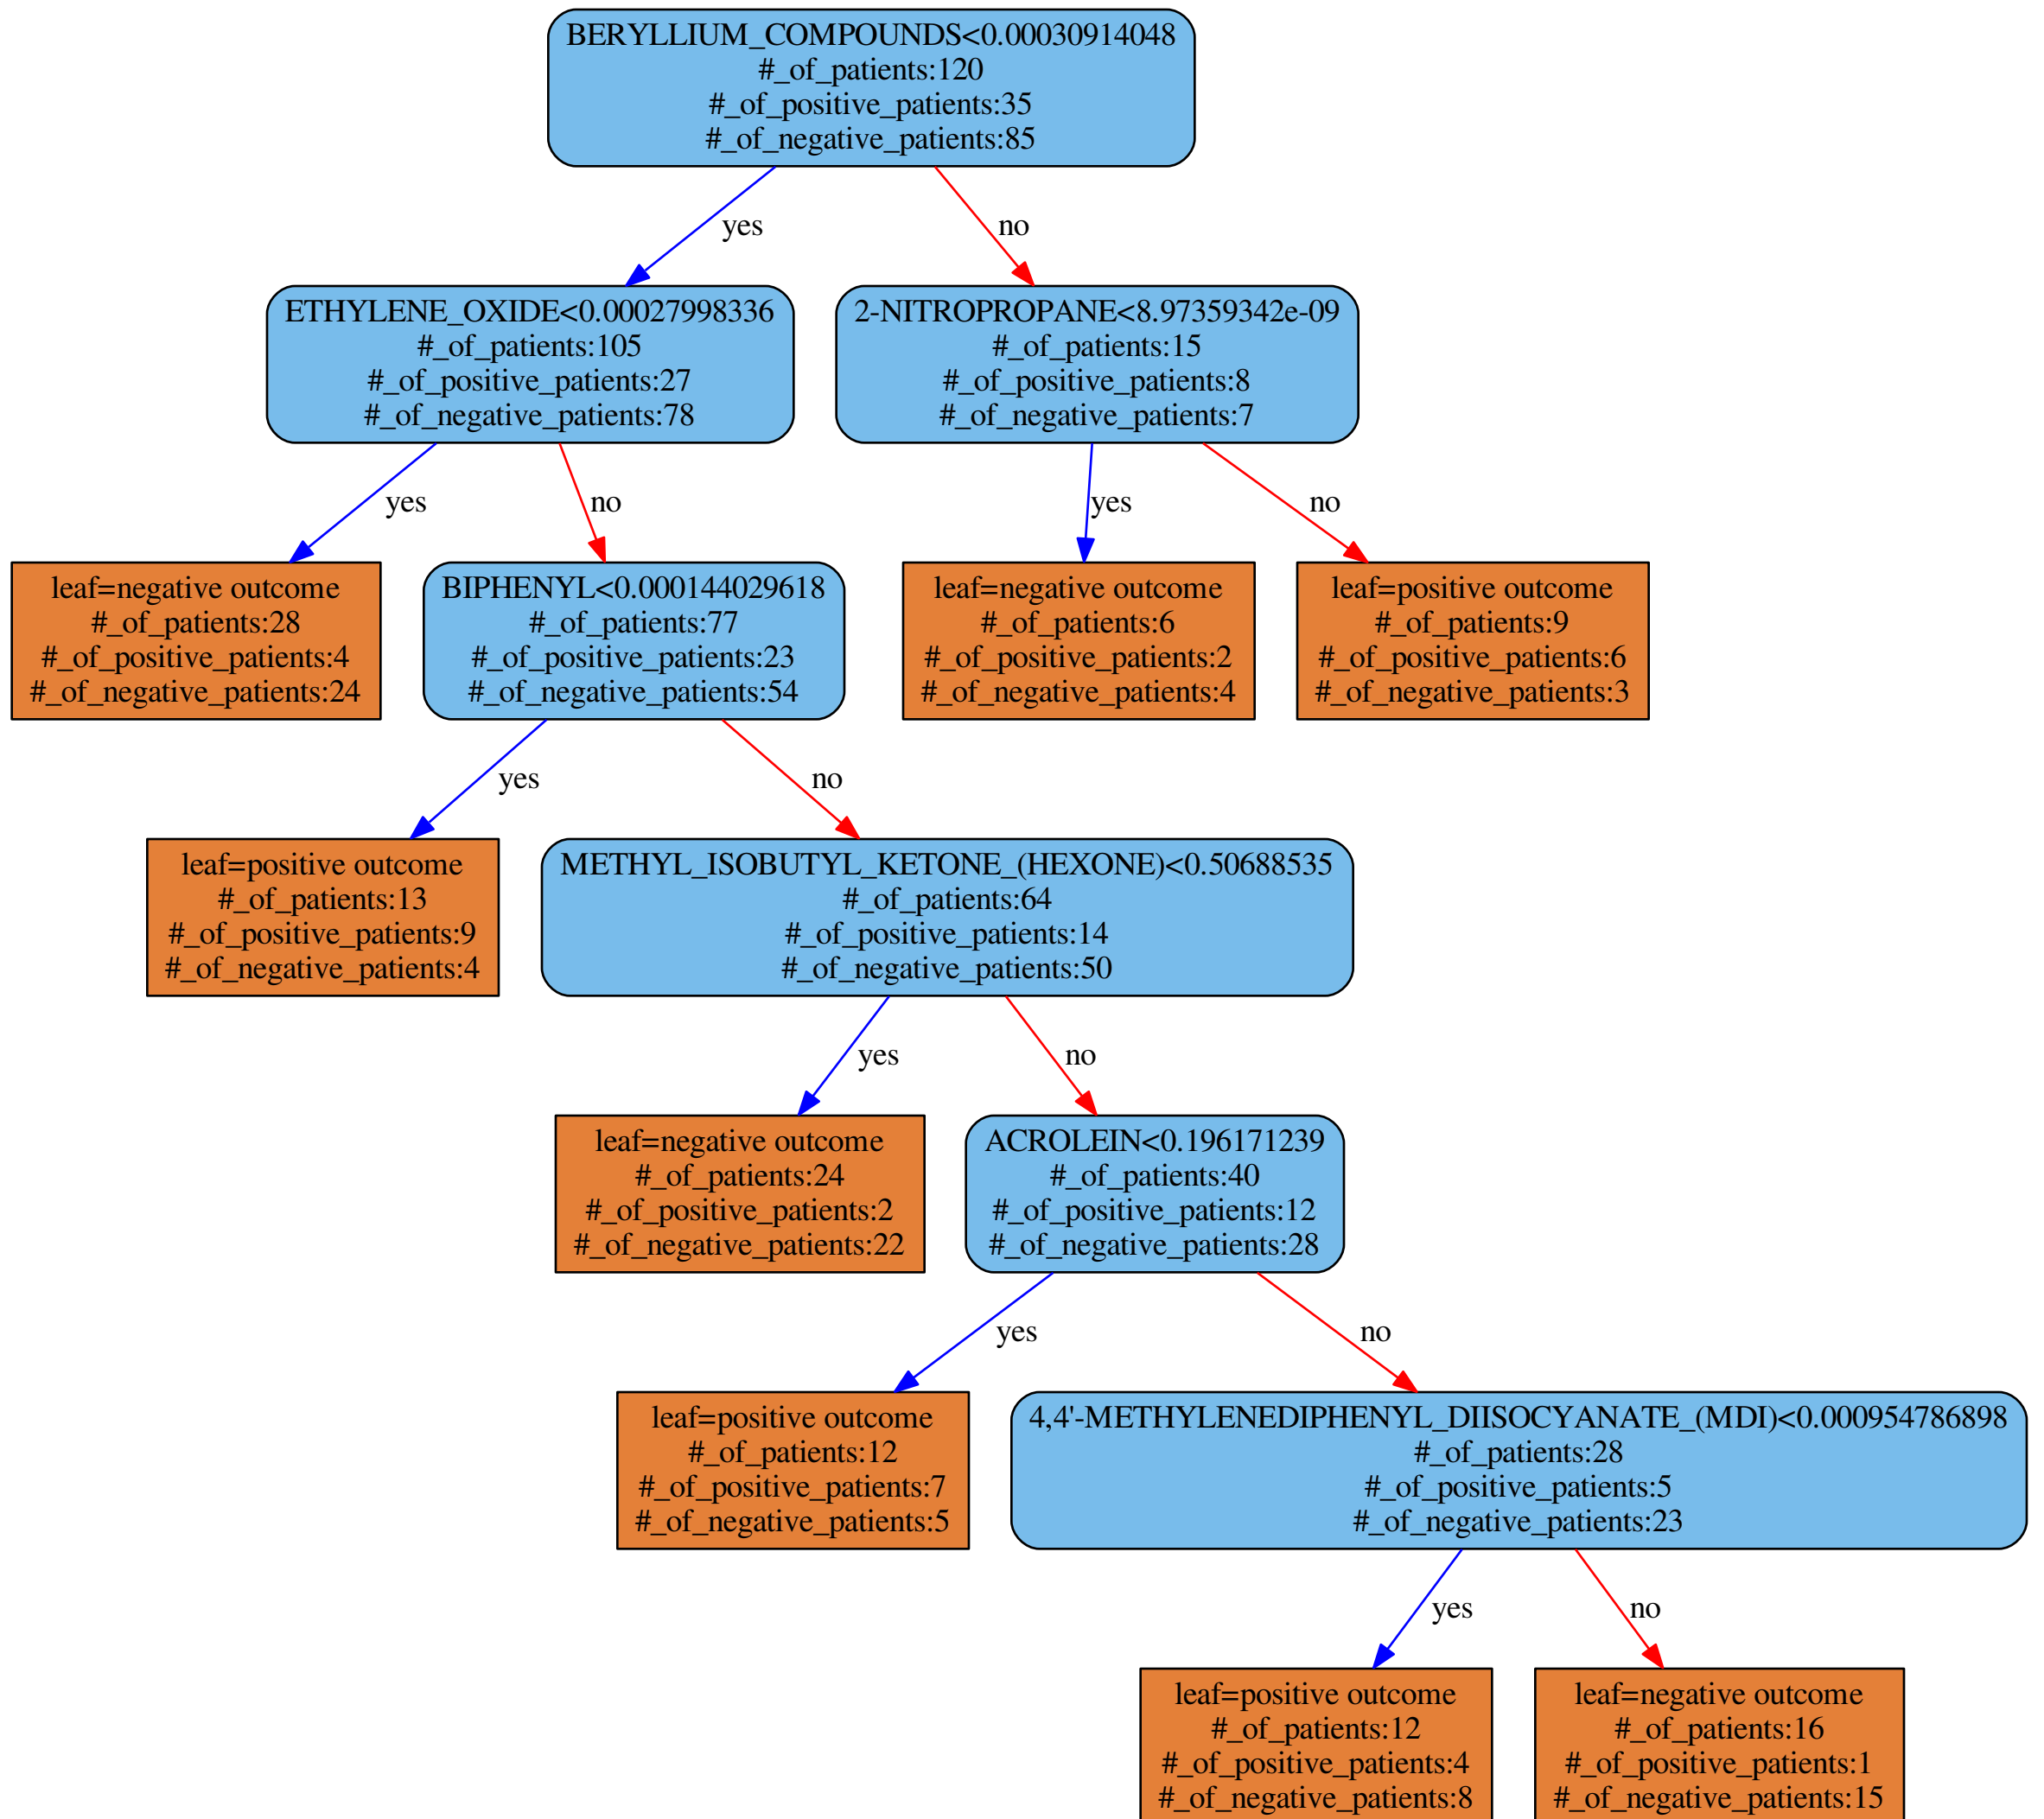 BERYLLIUM_COMPOUNDS<0.00030914048
#_of_patients:120
#_of_positive_patients:35
#_of_negative_patients:85
yes
no
ETHYLENE_OXIDE<0.00027998336
#_of_patients:105
#_of_positive_patients:27
#_of_negative_patients:78
2-NITROPROPANE<8.97359342e-09
#_of_patients:15
#_of_positive_patients:8
#_of_negative_patients:7
yes
no
yes
no
leaf=negative outcome
#_of_patients:28
#_of_positive_patients:4
#_of_negative_patients:24
BIPHENYL<0.000144029618
#_of_patients:77
#_of_positive_patients:23
#_of_negative_patients:54
leaf=negative outcome
#_of_patients:6
#_of_positive_patients:2
#_of_negative_patients:4
leaf=positive outcome
#_of_patients:9
#_of_positive_patients:6
#_of_negative_patients:3
yes
no
leaf=positive outcome
#_of_patients:13
#_of_positive_patients:9
#_of_negative_patients:4
METHYL_ISOBUTYL_KETONE_(HEXONE)<0.50688535
#_of_patients:64
#_of_positive_patients:14
#_of_negative_patients:50
yes
no
leaf=negative outcome
#_of_patients:24
#_of_positive_patients:2
#_of_negative_patients:22
ACROLEIN<0.196171239
#_of_patients:40
#_of_positive_patients:12
#_of_negative_patients:28
yes
no
leaf=positive outcome
#_of_patients:12
#_of_positive_patients:7
#_of_negative_patients:5
4,4'-METHYLENEDIPHENYL_DIISOCYANATE_(MDI)<0.000954786898
#_of_patients:28
#_of_positive_patients:5
#_of_negative_patients:23
yes
no
leaf=positive outcome
#_of_patients:12
#_of_positive_patients:4
#_of_negative_patients:8
leaf=negative outcome
#_of_patients:16
#_of_positive_patients:1
#_of_negative_patients:15